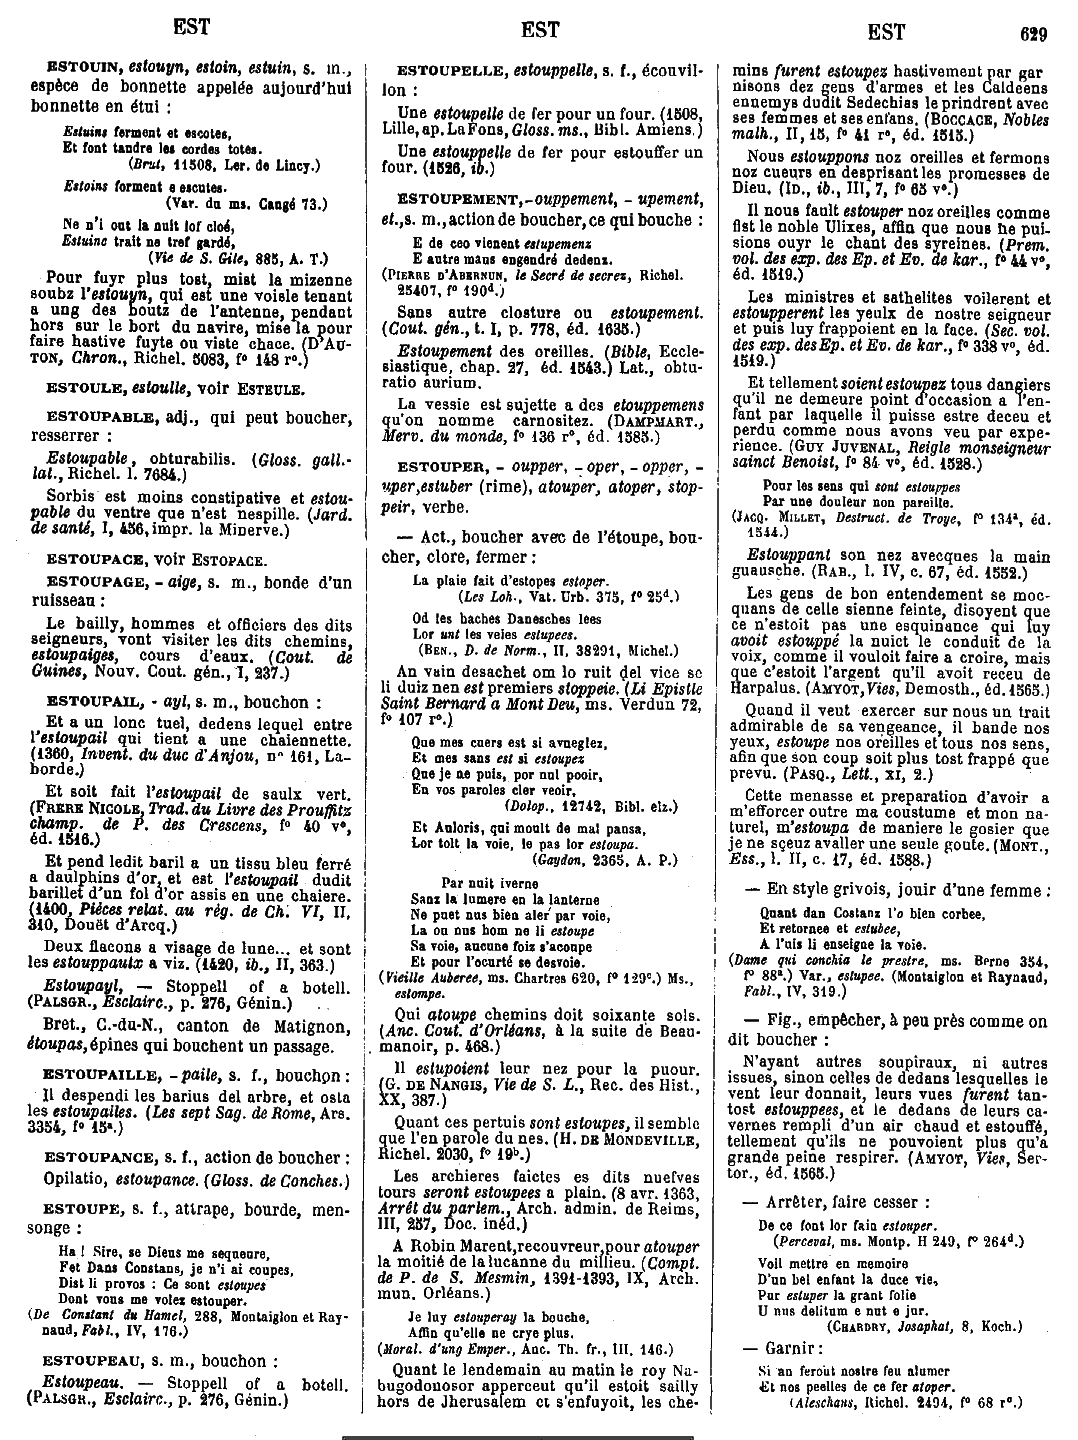 EST
EST
EST
629
ESTOUIN, estouyn, estoin, estuin, s. m.,
espèce de bonnette appelée aujourd'hui
bonnette en étui :
Estuins ferment et escotes,
Et font tandre les cordes totes.
(Brut, 11508, Ler. de Lincy.)
Estoins forment e escutes.
(Var. du ms. Cangé 73.)
Ne n'i out la nuit lof cloé,
Estuinc trait ne tref gardé,
(Vie de S. Gile, 885, A. T.)
Pour fuyr plus tost, mist la mizenne
soubz l'estouyn, qui est une voisle tenant
a ung des boutz de l'antenne, pendant
hors sur le bort du navire, mise la pour
faire hastive fuyte ou viste chace. (D'AU-
TON, Chron., Richel. 5083, f° 148 r°.)
ESTOULE, estoulle, voir ESTEULE.
ESTOUPABLE, adj., qui peut boucher,
resserrer :
Estoupable, obturabilis. (Gloss. gall.-
lat., Richel. l. 7684.)
Sorbis est moins constipative et estou-
pable du ventre que n'est nespille. (Jard.
de santé, I, 456, impr. la Minerve.)
ESTOUPACE, voir ESTOPACE.
ESTOUPAGE, - aige, s. m., bonde d'un
ruisseau :
Le bailly, hommes et officiers des dits
seigneurs, vont visiter les dits chemins,
estoupaiges, cours d'eaux. (Cout. de
Guines, Nouv. Cout. gén., I, 237.)
ESTOUPAIL, - ayl, s. m., bouchon :
Et a un lonc tuel, dedens lequel entre
l'estoupail qui tient a une chaiennette.
(1360, Invent. du duc d'Anjou, n° 161, La-
borde.)
Et soit fait l'estoupail de saulx vert.
(FRERE NICOLE, Trad. du Livre des Prouffitz
champ. de P. des Crescens, f° 40 v°,
éd. 1516.)
Et pend ledit baril a un tissu bleu ferré
a daulphins d'or, et est l'estoupail dudit
barillet d'un fol d'or assis en une chaiere.
(1400, Pièces relat. au règ. de Ch. VI, II,
310, Douët d'Arcq.)
Deux flacons a visage de lune... et sont
les estouppaulx a viz. (1420, ib., II, 363.)
Estoupayl, — Stoppell of a botell.
(PALSGR., Esclairc., p. 276, Génin.)
Bret., C.-du-N., canton de Matignon,
étoupas, épines qui bouchent un passage.
ESTOUPAILLE, - paile, s. f., bouchon :
Il despendi les barius del arbre, et osta
les estoupailes. (Les sept Sag. de Rome, Ars.
3354, f° 15ª.)
ESTOUPANCE, s. f., action de boucher :
Opilatio, estoupance. (Gloss. de Conches.)
ESTOUPE, s. f., attrape, bourde, men-
songe :
Ha ! Sire, se Dieus me sequeure,
Fet Dans Constans, je n'i ai coupes,
Dist li provos : Ce sont estoupes
Dont vous me volez estouper.
(De Constant du Hamel, 288, Montaiglon et Ray-
naud, Fabl., IV, 176.)
ESTOUPEAU, s. m., bouchon :
Estoupeau. — Stoppell of a botell.
(PALSGR., Esclairc., p. 276, Génin.)
ESTOUPELLE, estouppelle, s. f., écouvil-
lon :
Une estoupelle de fer pour un four. (1508,
Lille, ap. La Fons, Gloss. ms., Bibl. Amiens.)
Une estouppelle de fer pour estouffer un
four. (1526, ib.)
ESTOUPEMENT, -ouppement, - upement,
et., s. m., action de boucher, ce qui bouche :
E de ceo vienent estupemenz
E autre maus engendré dedenz.
(PIERRE D'ABERNUN, le Secré de secrez, Richel.
25407, f° 190d.)
Sans autre closture ou estoupement.
(Cout. gén., t. I, p. 778, éd. 1635.)
Estoupement des oreilles. (Bible, Eccle-
siastique, chap. 27, éd. 1543.) Lat., obtu-
ratio aurium.
La vessie est sujette a des etouppemens
qu'on nomme carnositez. (DAMPMART.,
Merv. du monde, f° 136 r°, éd. 1585.)
ESTOUPER, - oupper, - oper, - opper, -
uper, estuber (rime), atouper, atoper, stop-
peir, verbe.
— Act., boucher avec de l'étoupe, bou-
cher, clore, fermer :
La plaie fait d'estopes estoper.
(Les Loh., Vat. Urb. 375, f° 25d.)
Od les haches Danesches lees
Lor unt les veies estupees.
(BEN., D. de Norm., II, 38291, Michel.)
An vain desachet om lo ruit del vice se
li duiz nen est premiers stoppeie. (Li Epistle
Saint Bernard a Mont Deu, ms. Verdun 72,
f° 107 r°.)
Que mes cuers est si avueglez,
Et mes sans est si estoupez
Que je ne puis, por nul pooir,
En vos paroles cler veoir,
(Dolop., 12742, Bibl. elz.)
Et Auloris, qui moult de mal pansa,
Lor tolt la voie, le pas lor estoupa.
(Gaydon, 2365, A. P.)
Par nuit iverne
Sanz la lumere en la lanterne
Ne puet nus bien aler par voie,
La ou nus hom ne li estoupe
Sa voie, aucune foiz s'acoupe
Et pour l'ocurté se desvoie.
(Vieille Auberee, ms. Chartres 620, f° 129c.) Ms.,
estompe.
Qui atoupe chemins doit soixante sols.
(Anc. Cout. d'Orléans, à la suite de Beau-
manoir, p. 468.)
Il estupoient leur nez pour la puour.
(G. DE NANGIS, Vie de S. L., Rec. des Hist.,
XX, 387.)
Quant ces pertuis sont estoupes, il semble
que l'en parole du nes. (H. DE MONDEVILLE,
Richel. 2030, f° 19b.)
Les archieres faictes es dits nuefves
tours seront estoupees a plain. (8 avr. 1363,
Arrêt du parlem., Arch. admin. de Reims,
III, 257, Doc. inéd.)
A Robin Marent, recouvreur, pour atouper
la moitié de la lucanne du millieu. (Compt.
de P. de S. Mesmin, 1391-1393, IX, Arch.
mun. Orléans.)
Je luy estouperay la bouche,
Affin qu'elle ne crye plus.
(Moral. d'ung Emper., Anc. Th. fr., III, 146.)
Quant le lendemain au matin le roy Na-
bugodonosor apperceut qu'il estoit sailly
hors de Jherusalem et s'enfuyoit, les che-
mins furent estoupez hastivement par gar
nisons dez gens d'armes et les Caldeens
ennemys dudit Sedechias le prindrent avec
ses femmes et ses enfans. (BOCCACE, Nobles
malh., II, 15, f° 41 r°, éd. 1515.)
Nous estouppons noz oreilles et fermons
noz cueurs en desprisant les promesses de
Dieu. (ID., ib., III, 7, f° 65 v°.)
Il nous fault estouper noz oreilles comme
fist le noble Ulixes, affin que nous ne pui-
sions ouyr le chant des syreines. (Prem.
vol. des exp. des Ep. et Ev. de kar., f° 44 v°,
éd. 1519.)
Les ministres et sathelites voilerent et
estoupperent les yeulx de nostre seigneur
et puis luy frappoient en la face. (Sec. vol.
des exp. des Ep. et Ev. de kar., f° 338 v°, éd.
1519.)
Et tellement soient estoupez tous dangiers
qu'il ne demeure point d'occasion a l'en-
fant par laquelle il puisse estre deceu et
perdu comme nous avons veu par expe-
rience. (GUY JUVENAL, Reigle monseigneur
sainct Benoist, f° 84 v°, éd. 1528.)
Pour les sens qui sont estouppes
Par une douleur non pareille.
(JACQ. MILLET, Destruct. de Troye, f° 134ª, éd.
1544.)
Estouppant son nez avecques la main
guausche. (RAB., l. IV, c. 67, éd. 1552.)
Les gens de bon entendement se moc-
quans de celle sienne feinte, disoyent que
ce n'estoit pas une esquinance qui luy
avoit estouppé la nuict le conduit de la
voix, comme il vouloit faire a croire, mais
que c'estoit l'argent qu'il avoit receu de
Harpalus. (AMYOT, Vies, Demosth., éd. 1565.)
Quand il veut exercer sur nous un trait
admirable de sa vengeance, il bande nos
yeux, estoupe nos oreilles et tous nos sens,
afin que son coup soit plus tost frappé que
prevu. (PASQ., Lett., XI, 2.)
Cette menasse et preparation d'avoir a
m'efforcer outre ma coustume et mon na-
turel, m'estoupa de maniere le gosier que
je ne sçeuz avaller une seule goute. (MONT.,
Ess., l. II, c. 17, éd. 1588.)
— En style grivois, jouir d'une femme :
Quant dan Costanz l'o bien corbee,
Et retornee et estubee,
A l'uis li enseigne la voie.
(Dame qui conchia le prestre, ms. Berne 354,
f° 88ª.) Var., estupee. (Montaiglon et Raynaud,
Fabl., IV, 319.)
— Fig., empêcher, à peu près comme on
dit boucher :
N'ayant autres soupiraux, ni autres
issues, sinon celles de dedans lesquelles le
vent leur donnait, leurs vues furent tan-
tost estouppees, et le dedans de leurs ca-
vernes rempli d'un air chaud et estouffé,
tellement qu'ils ne pouvoient plus qu'a
grande peine respirer. (AMYOT, Vies, Ser-
tor., éd. 1565.)
— Arrêter, faire cesser :
De ce font lor fain estouper.
(Perceval, ms. Montp. H 249, f° 264d.)
Voil mettre en memoire
D'un bel enfant la duce vie,
Pur estuper la grant folie
U nus delitum e nut e jur.
(CHARDRY, Josaphat, 8, Koch.)
— Garnir :
Si an ferout nostre feu alumer
Et nos peelles de ce fer atoper.
(Aleschans, Richel. 2494, f° 68 r°.)